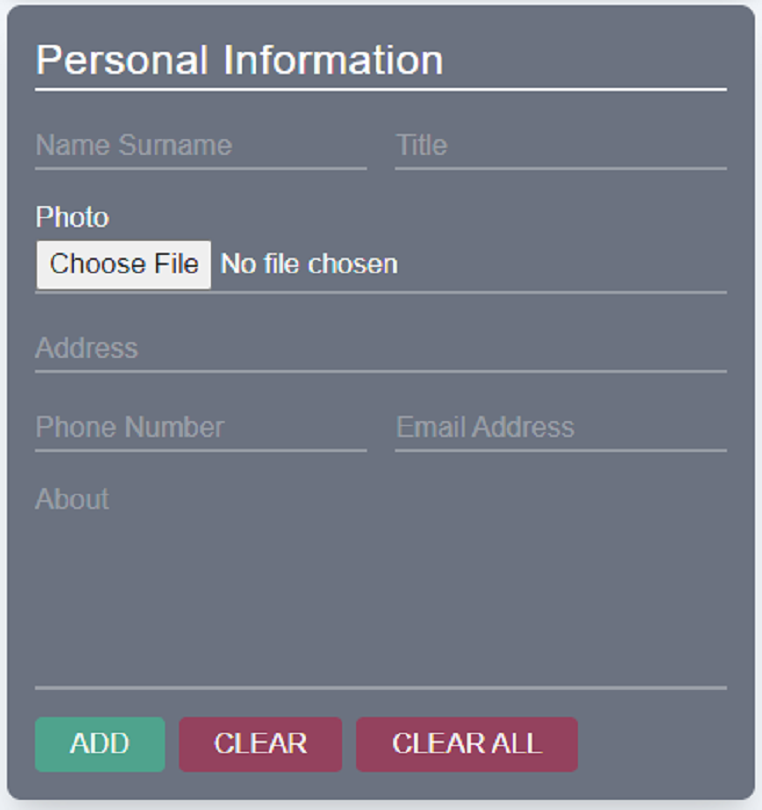 Personal Information
Name Surname Title
Photo
Choose File No file chosen
Address
Phone Number Email Address
About
ADD CLEAR CLEAR ALL